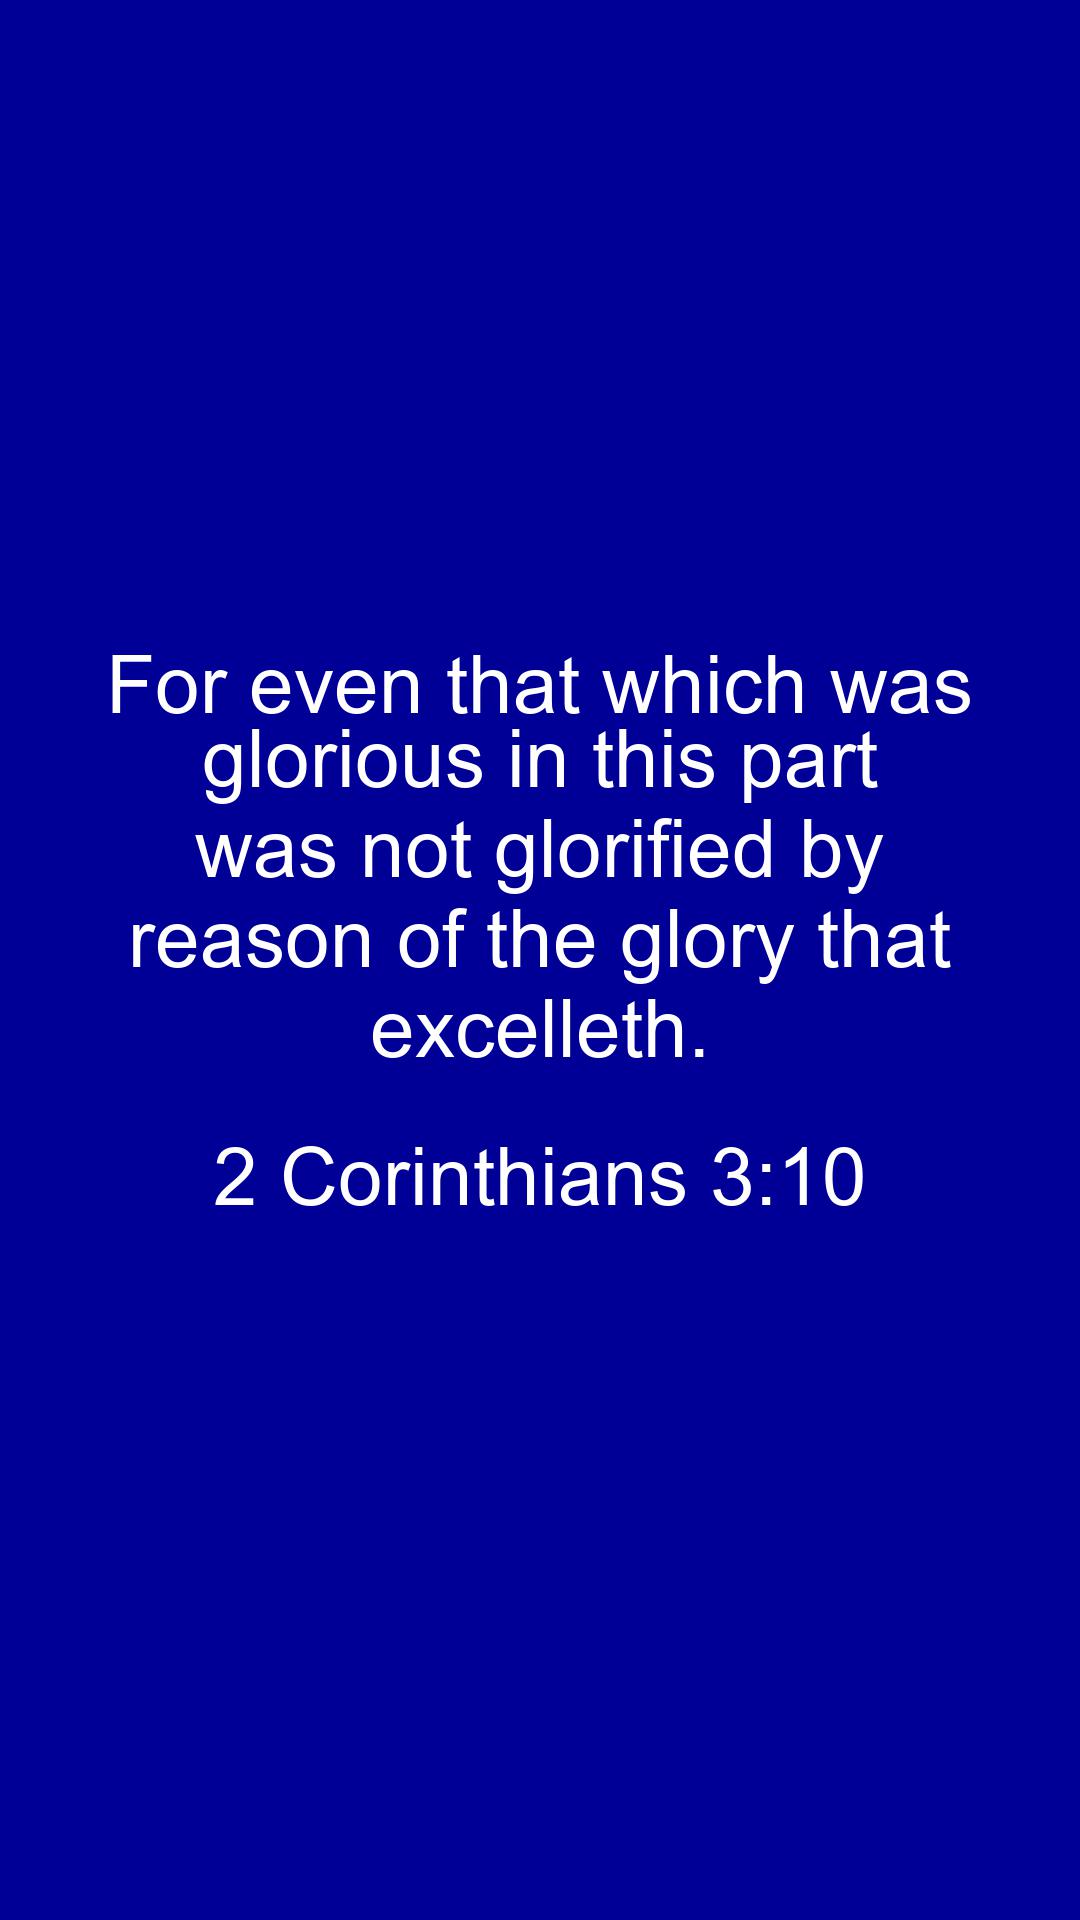 For even that which was
glorious in this part
was not glorified by
reason of the glory that
excelleth.
2 Corinthians 3:10